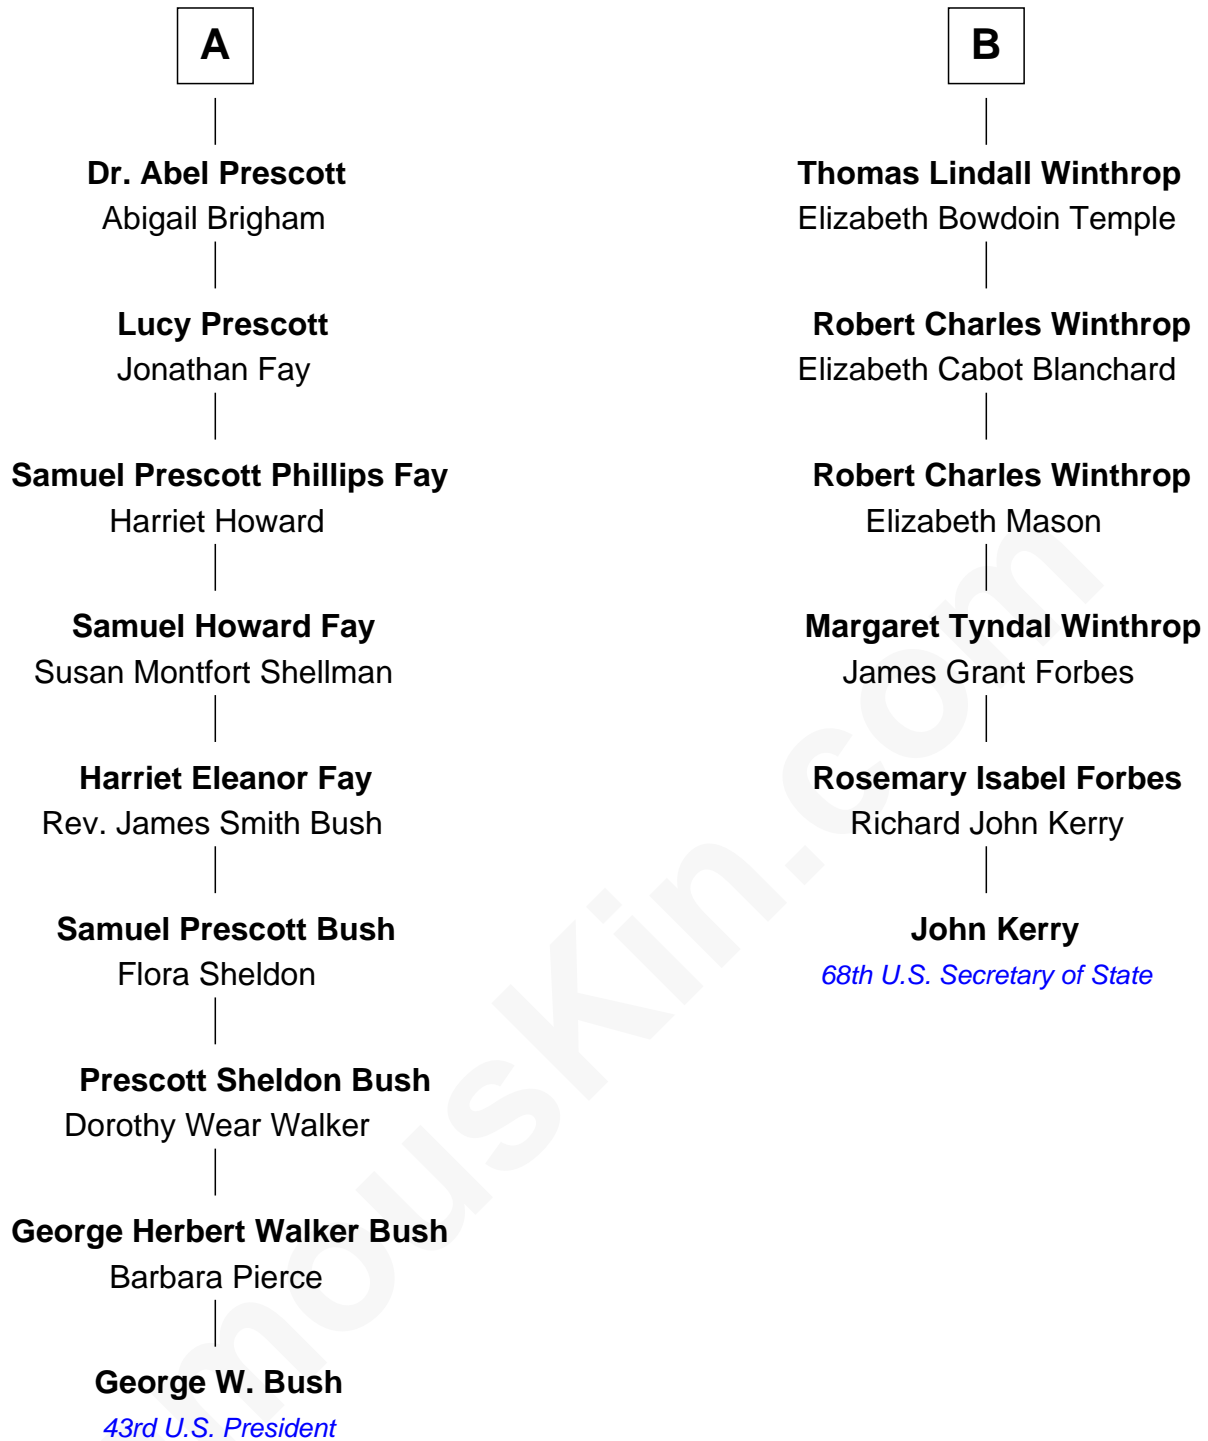 A
Dr. Abel Prescott
Abigail Brigham
Lucy Prescott
Jonathan Fay
Samuel Prescott Phillips Fay
Harriet Howard
Samuel Howard Fay
Susan Montfort Shellman
Harriet Eleanor Fay
Rev. James Smith Bush
Samuel Prescott Bush
Flora Sheldon
Prescott Sheldon Bush
Dorothy Wear Walker
George Herbert Walker Bush
Barbara Pierce
George W. Bush
43rd U.S. President
B
Thomas Lindall Winthrop
Elizabeth Bowdoin Temple
Robert Charles Winthrop
Elizabeth Cabot Blanchard
Robert Charles Winthrop
Elizabeth Mason
Margaret Tyndal Winthrop
James Grant Forbes
Rosemary Isabel Forbes
Richard John Kerry
John Kerry
68th U.S. Secretary of State
mousKin.com